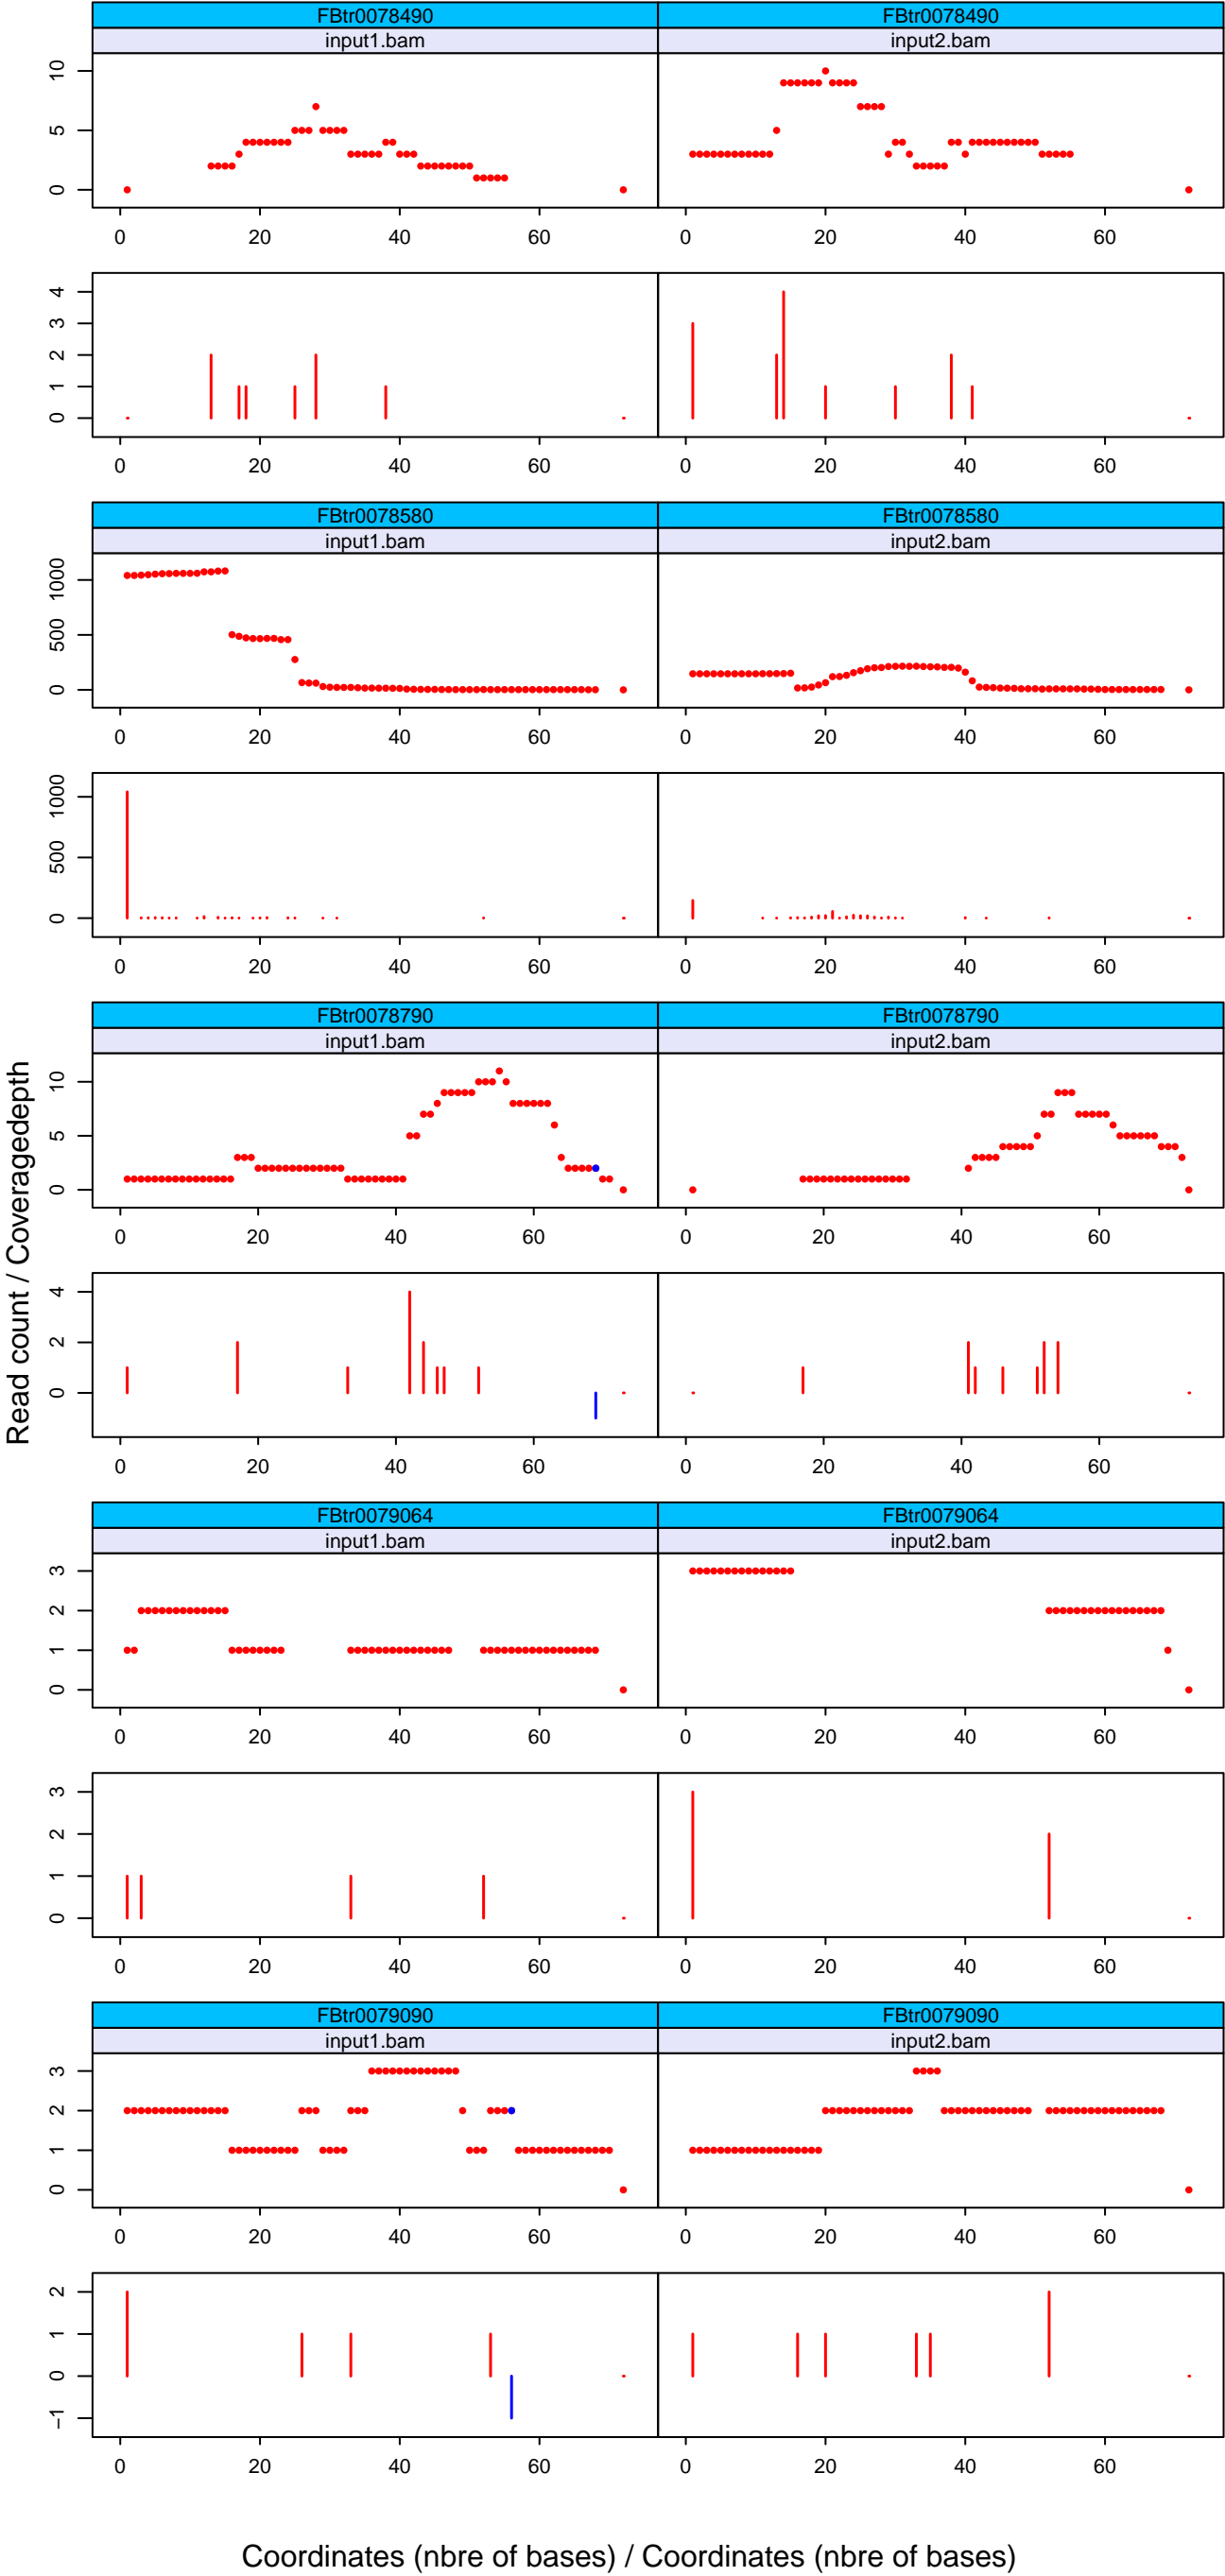 FBtr0078490 FBtr0078490
input1.bam input2.bam
10
5
0
0 20 40 60 0 20 40 60
4
3
2
1
0
0 20 40 60 0 20 40 60
FBtr0078580 FBtr0078580
input1.bam input2.bam
1000
500
0
0 20 40 60 0 20 40 60
1000
500
0
0 20 40 60 0 20 40 60
FBtr0078790 FBtr0078790
input1.bam input2.bam
10
5
0
0 20 40 60 0 20 40 60
4
2
0
0 20 40 60 0 20 40 60
Read count / Coveragedepth
FBtr0079064 FBtr0079064
input1.bam input2.bam
3
2
1
0
0 20 40 60 0 20 40 60
3
2
1
0
0 20 40 60 0 20 40 60
FBtr0079090 FBtr0079090
input1.bam input2.bam
3
2
1
0
0 20 40 60 0 20 40 60
2
1
0
−1
0 20 40 60 0 20 40 60
Coordinates (nbre of bases) / Coordinates (nbre of bases)